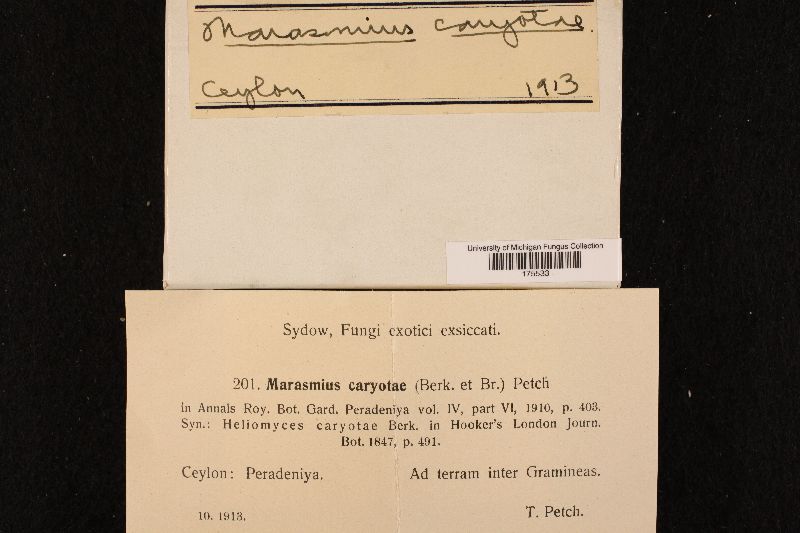 Marasmius caryotae.
Ceylon 1913
University of Michigan Fungus Collection
175533
Sydow, Fungi exotici exsiccati.
201. Marasmius caryotae (Berk. et Br.) Petch
in Annals Roy. Bot. Gard. Peradeniya vol. IV, part VI, 1910, p. 403.
Syn.: Heliomyces caryotae Berk. in Hooker's London Journ.
Bot. 1847, p. 491.
Ceylon: Peradeniya. Ad terram inter Gramineas.
10. 1913. T. Petch.